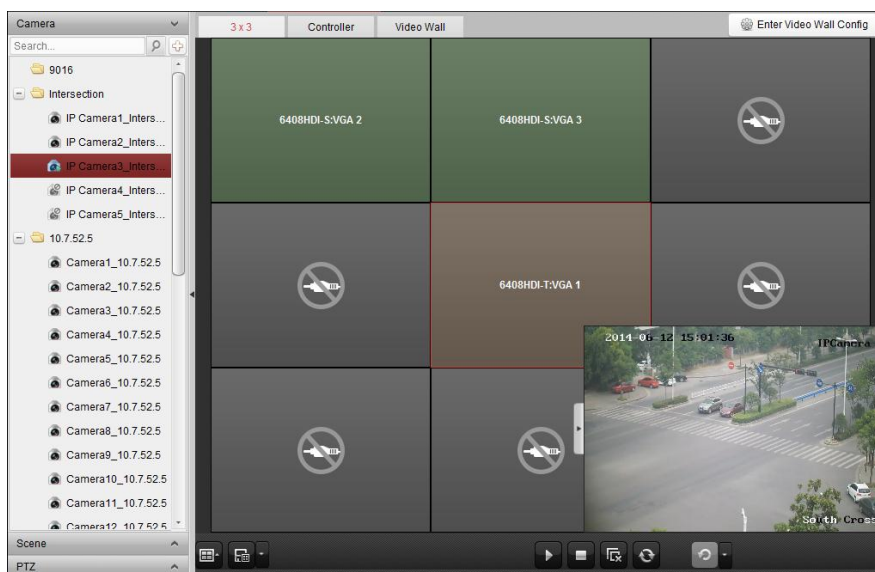 Camera
3 x 3
Controller
Video Wall
Enter Video Wall Config
Search...
9016
Intersection
IP Camera1_Inters...
IP Camera2_Inters...
IP Camera3_Inters...
IP Camera4_Inters...
IP Camera5_Inters...
10.7.52.5
Camera1_10.7.52.5
Camera2_10.7.52.5
Camera3_10.7.52.5
Camera4_10.7.52.5
Camera5_10.7.52.5
Camera6_10.7.52.5
Camera7_10.7.52.5
Camera8_10.7.52.5
Camera9_10.7.52.5
Camera10_10.7.52.5
Camera11_10.7.52.5
Camera12_10.7.52.5
Scene
PTZ
6408HDI-S:VGA 2
6408HDI-S:VGA 3
6408HDI-T:VGA 1
2014-06-12 15:01:36
IPCamera
South Cross